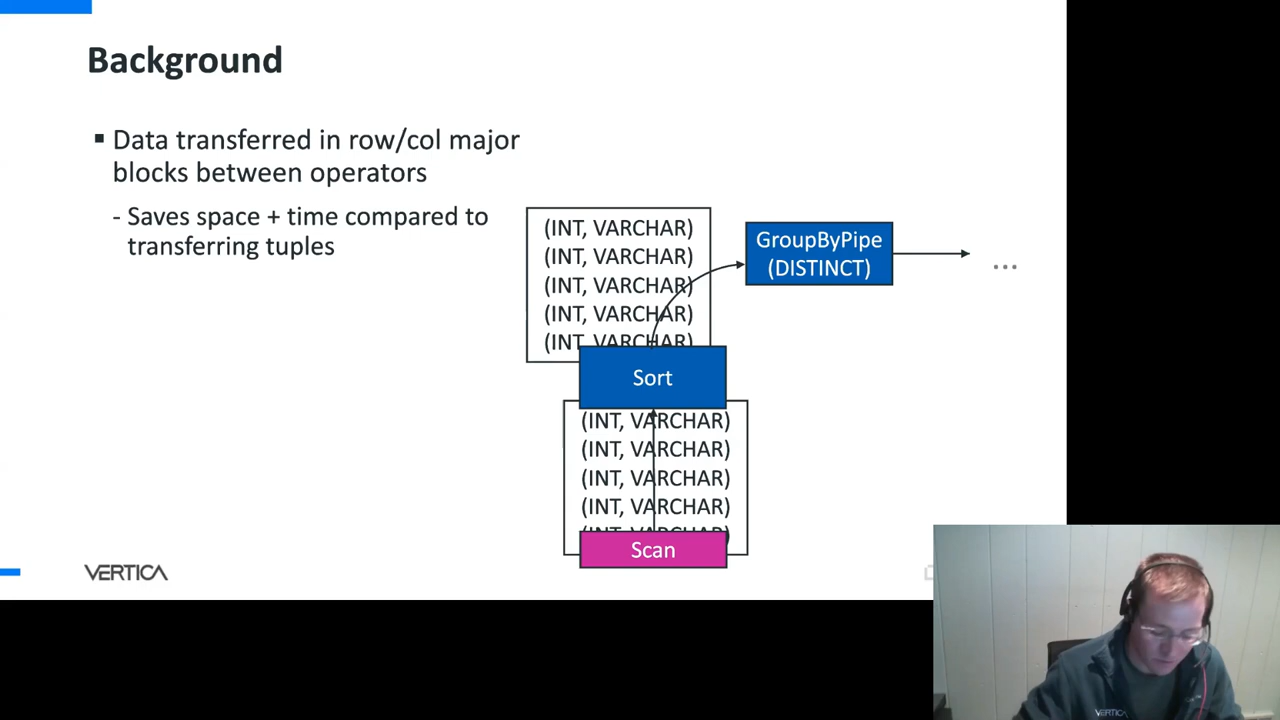 Background
▪ Data transferred in row/col major
blocks between operators
- Saves space + time compared to
transferring tuples
(INT, VARCHAR)
(INT, VARCHAR)
(INT, VARCHAR)
(INT, VARCHAR)
(INT, VARCHAR)
GroupByPipe
(DISTINCT)
...
Sort
(INT, VARCHAR)
(INT, VARCHAR)
(INT, VARCHAR)
(INT, VARCHAR)
Scan
VERTICA
VERTICA